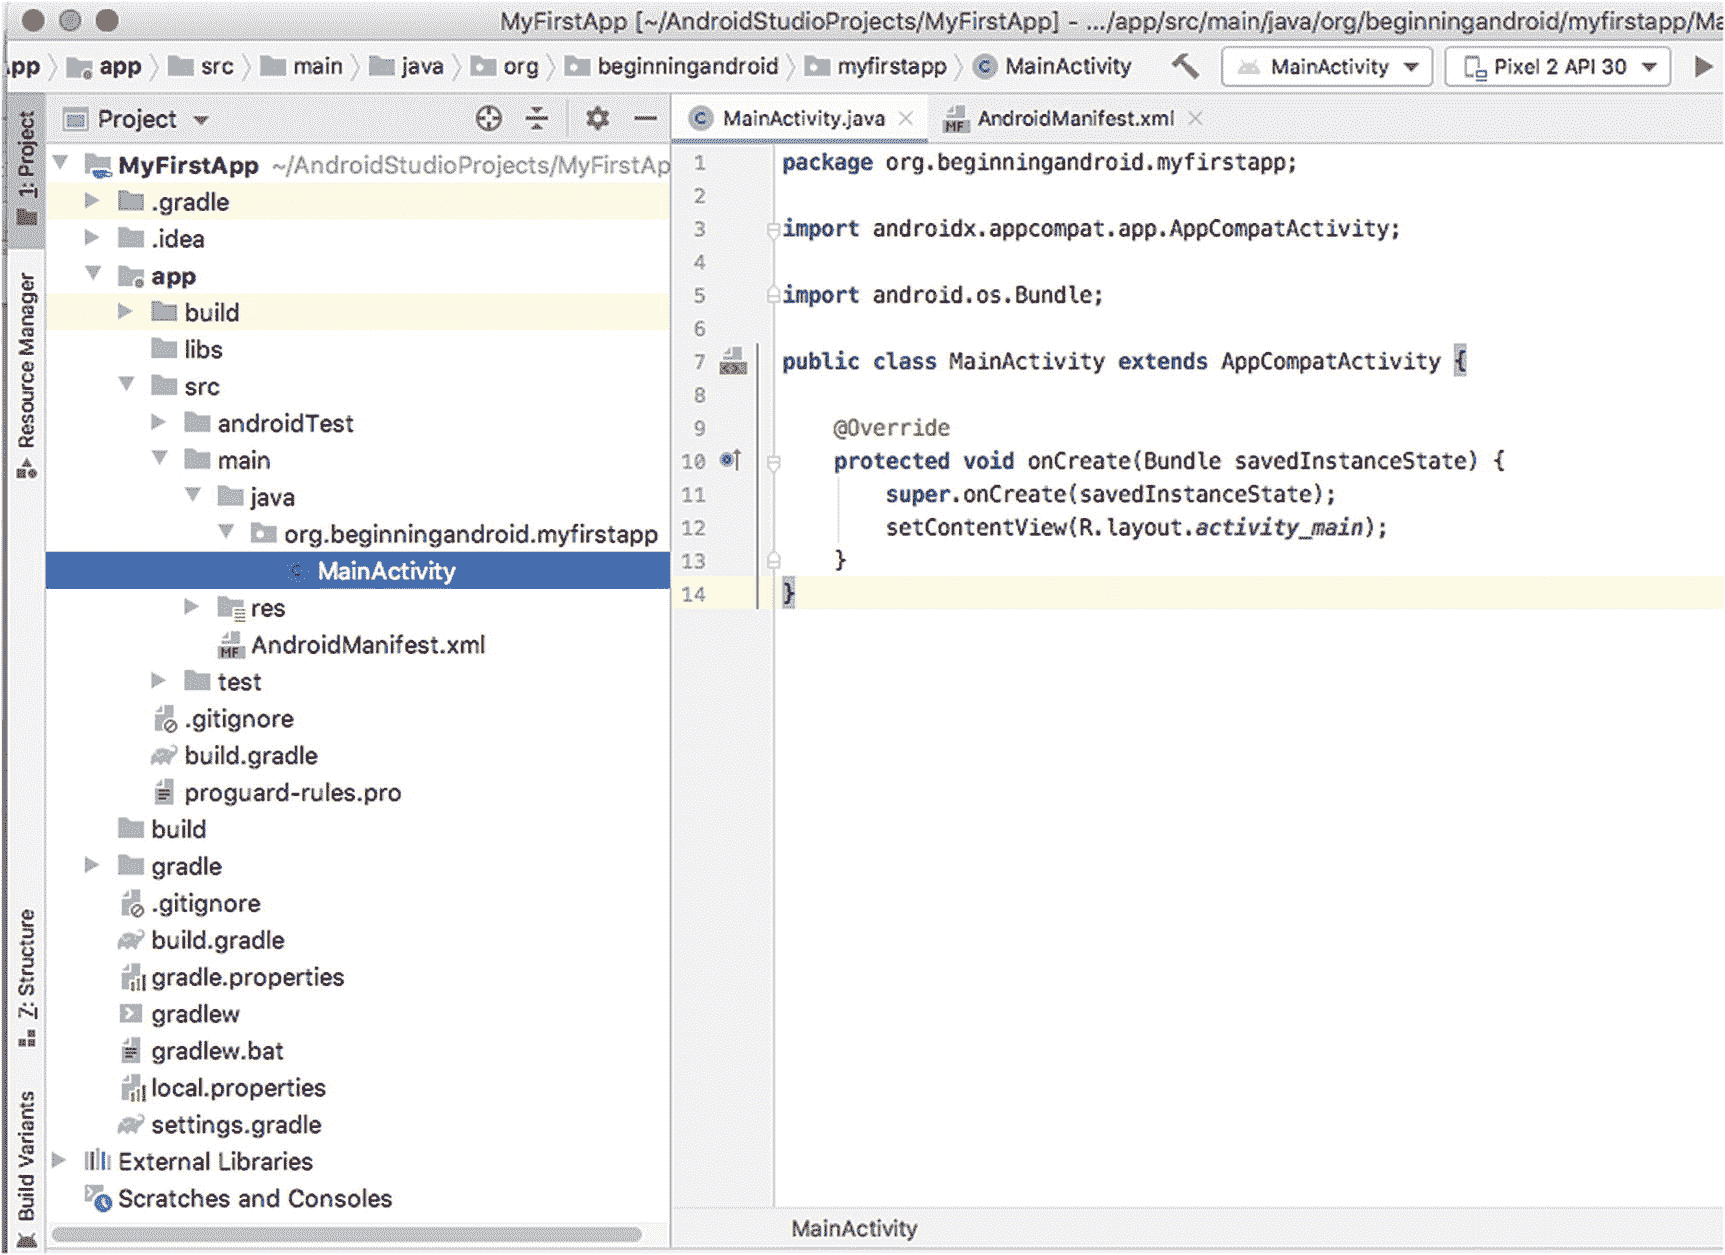 MyFirstApp [~/AndroidStudioProjects/MyFirstApp] - .../app/src/main/java/org/beginningandroid/myfirstapp/Ma
app src main java org beginningandroid myfirstapp MainActivity MainActivity Pixel 2 API 30
1: Project
Resource Manager
Z: Structure
Build Variants
Project
MyFirstApp ~/AndroidStudioProjects/MyFirstAp
.gradle
.idea
app
build
libs
src
androidTest
main
java
org.beginningandroid.myfirstapp
MainActivity
res
AndroidManifest.xml
test
.gitignore
build.gradle
proguard-rules.pro
build
gradle
.gitignore
build.gradle
gradle.properties
gradlew
gradlew.bat
local.properties
settings.gradle
External Libraries
Scratches and Consoles
MainActivity.java AndroidManifest.xml
1 package org.beginningandroid.myfirstapp;
2
3 import androidx.appcompat.app.AppCompatActivity;
4
5 import android.os.Bundle;
6
7 public class MainActivity extends AppCompatActivity {
8
9 @Override
10 protected void onCreate(Bundle savedInstanceState) {
11 super.onCreate(savedInstanceState);
12 setContentView(R.layout.activity_main);
13 }
14 }
MainActivity